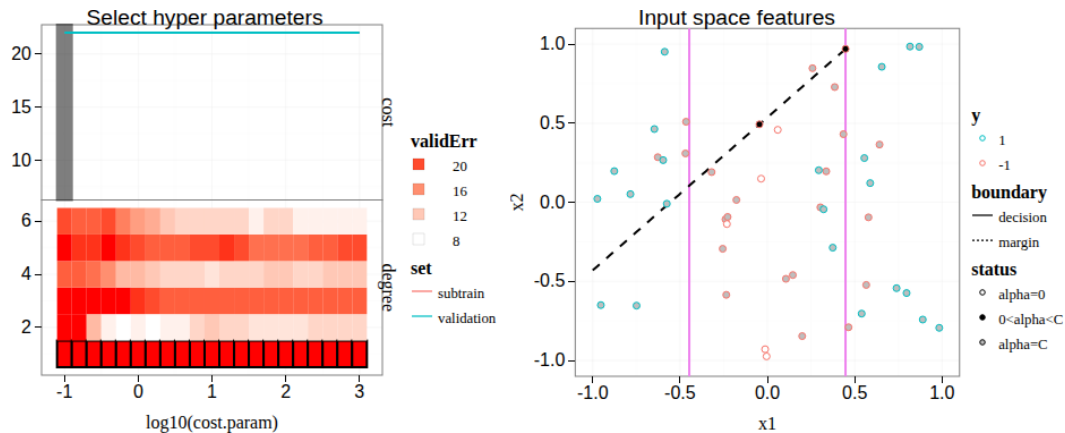 Select hyper parameters
20
15
10
cost
6
4
2
degree
-1
0
1
2
3
log10(cost.param)
validErr
20
16
12
8
set
subtrain
validation
Input space features
1.0
0.5
0.0
-0.5
-1.0
x2
-1.0
-0.5
0.0
0.5
1.0
x1
y
1
-1
boundary
decision
margin
status
alpha=0
0<alpha<C
alpha=C